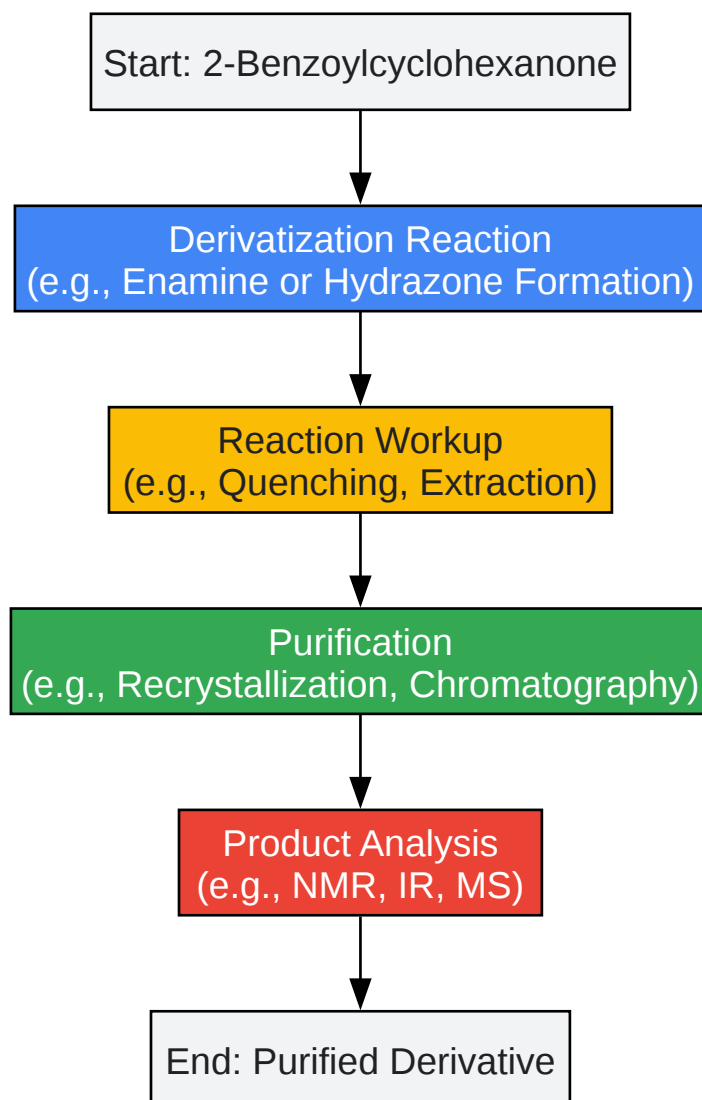 Start: 2-Benzoylcyclohexanone
Derivatization Reaction
(e.g., Enamine or Hydrazone Formation)
Reaction Workup
(e.g., Quenching, Extraction)
Purification
(e.g., Recrystallization, Chromatography)
Product Analysis
(e.g., NMR, IR, MS)
End: Purified Derivative